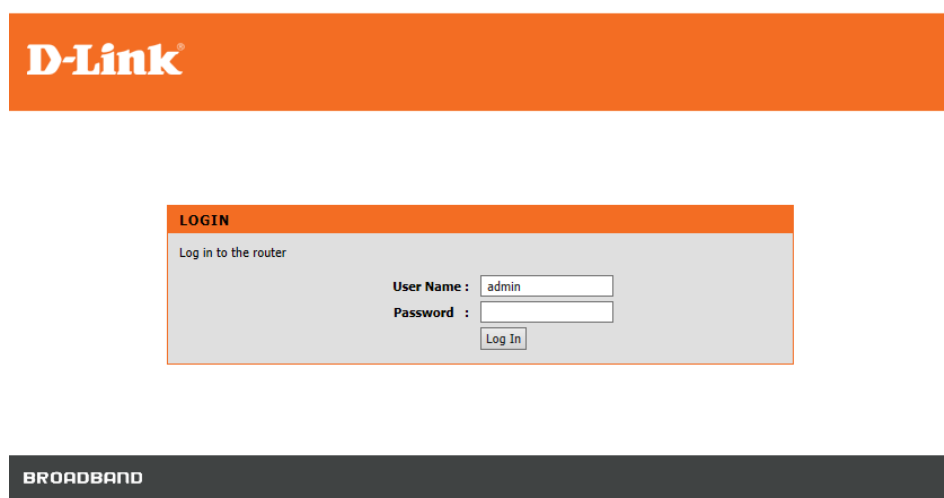 D-Link®
LOGIN
Log in to the router
User Name : admin
Password :
Log In
BROADBAND